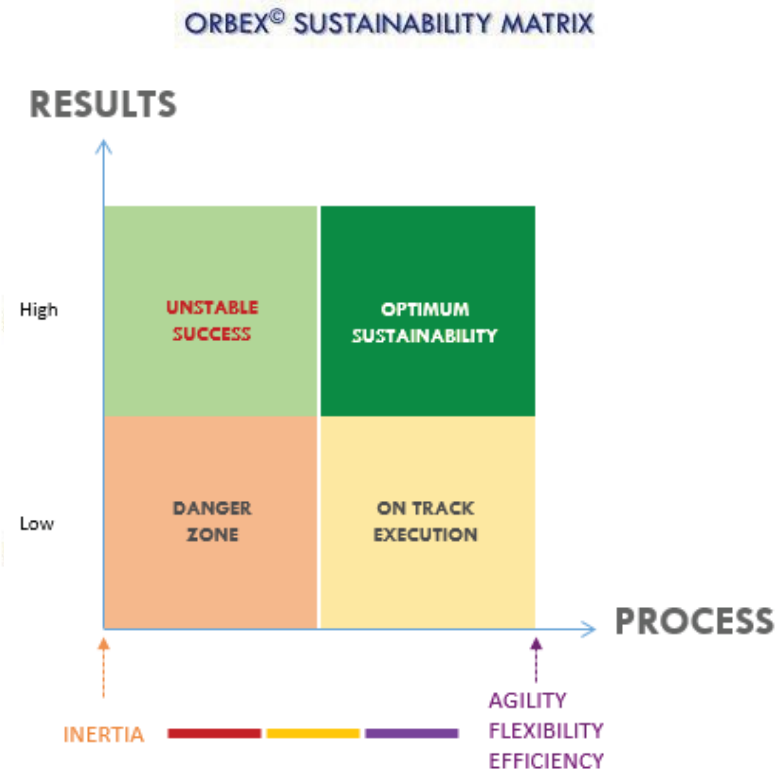 ORBEX© SUSTAINABILITY MATRIX
RESULTS
High
UNSTABLE
SUCCESS
OPTIMUM
SUSTAINABILITY
Low
DANGER
ZONE
ON TRACK
EXECUTION
PROCESS
INERTIA
AGILITY
FLEXIBILITY
EFFICIENCY